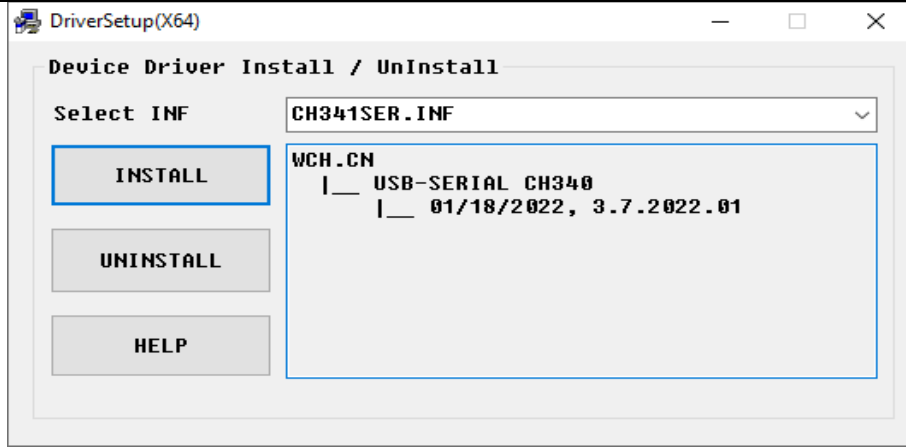 DriverSetup(X64)
Device Driver Install / UnInstall
Select INF
CH341SER.INF
INSTALL
WCH.CN
|__ USB-SERIAL CH340
|__ 01/18/2022, 3.7.2022.01
UNINSTALL
HELP